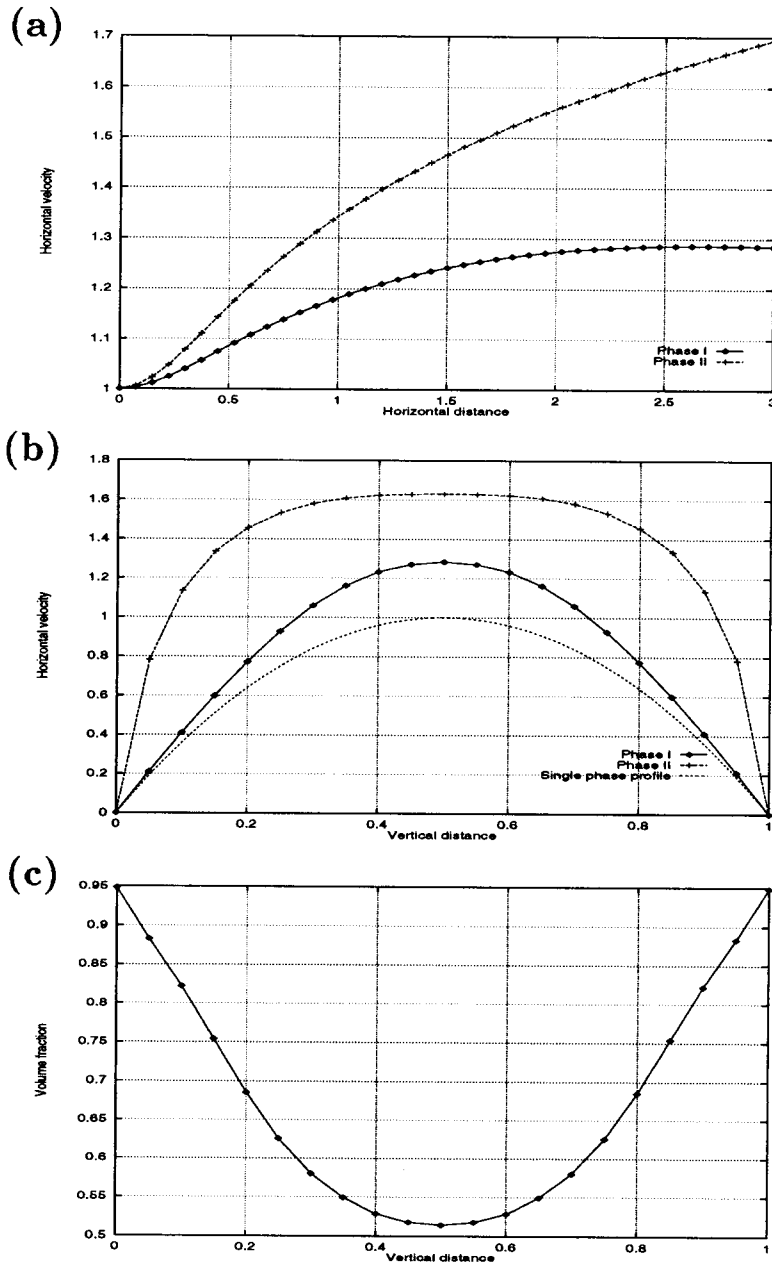 (a)
1.7
1.6
1.5
1.4
1.3
1.2
1.1
1
Horizontal velocity
Phase I
Phase II
0 0.5 1 1.5 2 2.5 3
Horizontal distance
(b)
1.8
1.6
1.4
1.2
1
0.8
0.6
0.4
0.2
0
Horizontal velocity
Phase I
Phase II
Single phase profile
0 0.2 0.4 0.6 0.8 1
Vertical distance
(c)
0.95
0.9
0.85
0.8
0.75
0.7
0.65
0.6
0.55
0.5
Volume fraction
0 0.2 0.4 0.6 0.8 1
Vertical distance